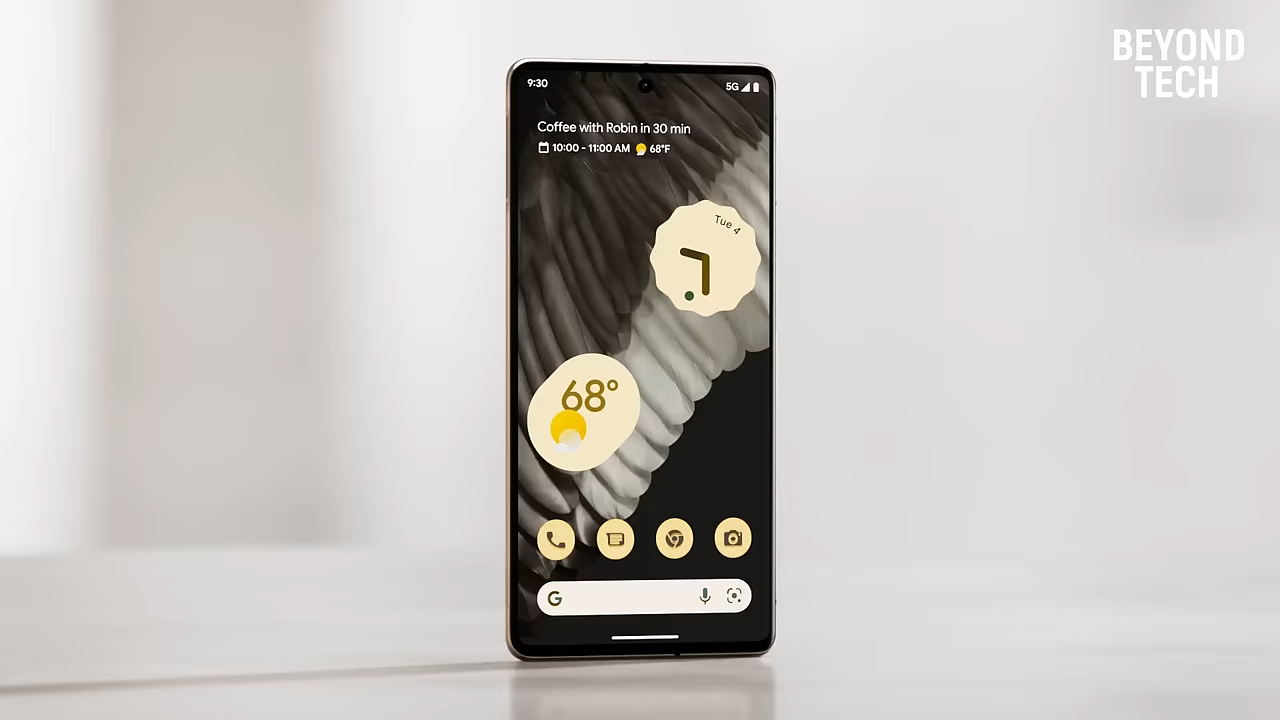 BEYOND
TECH
9:30
5G
Coffee with Robin in 30 min
10:00 - 11:00 AM 68°F
Tue 4
68°
G